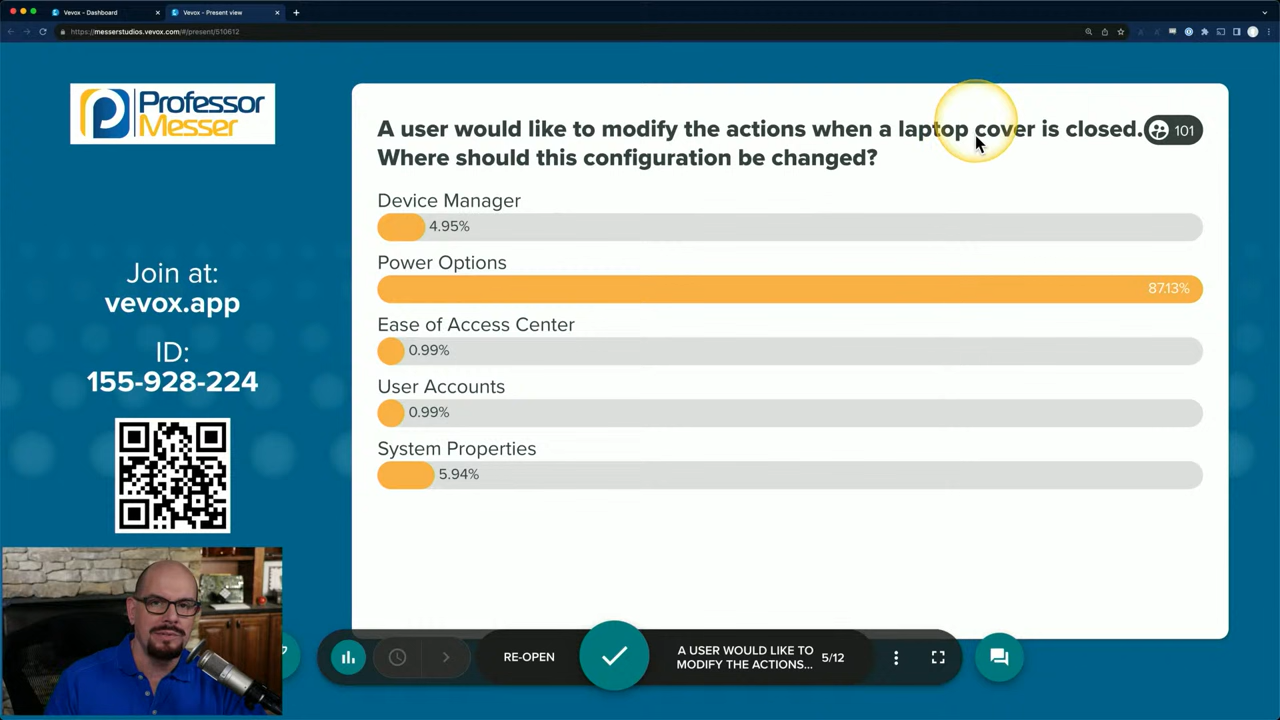 Vevox - Dashboard
Vevox - Present view
https://messerstudios.vevox.com/#/present/510612
Professor
Messer
A user would like to modify the actions when a laptop cover is closed.
Where should this configuration be changed?
101
Device Manager
4.95%
Power Options
87.13%
Ease of Access Center
0.99%
User Accounts
0.99%
System Properties
5.94%
Join at:
vevox.app
ID:
155-928-224
RE-OPEN
A USER WOULD LIKE TO
MODIFY THE ACTIONS...
5/12